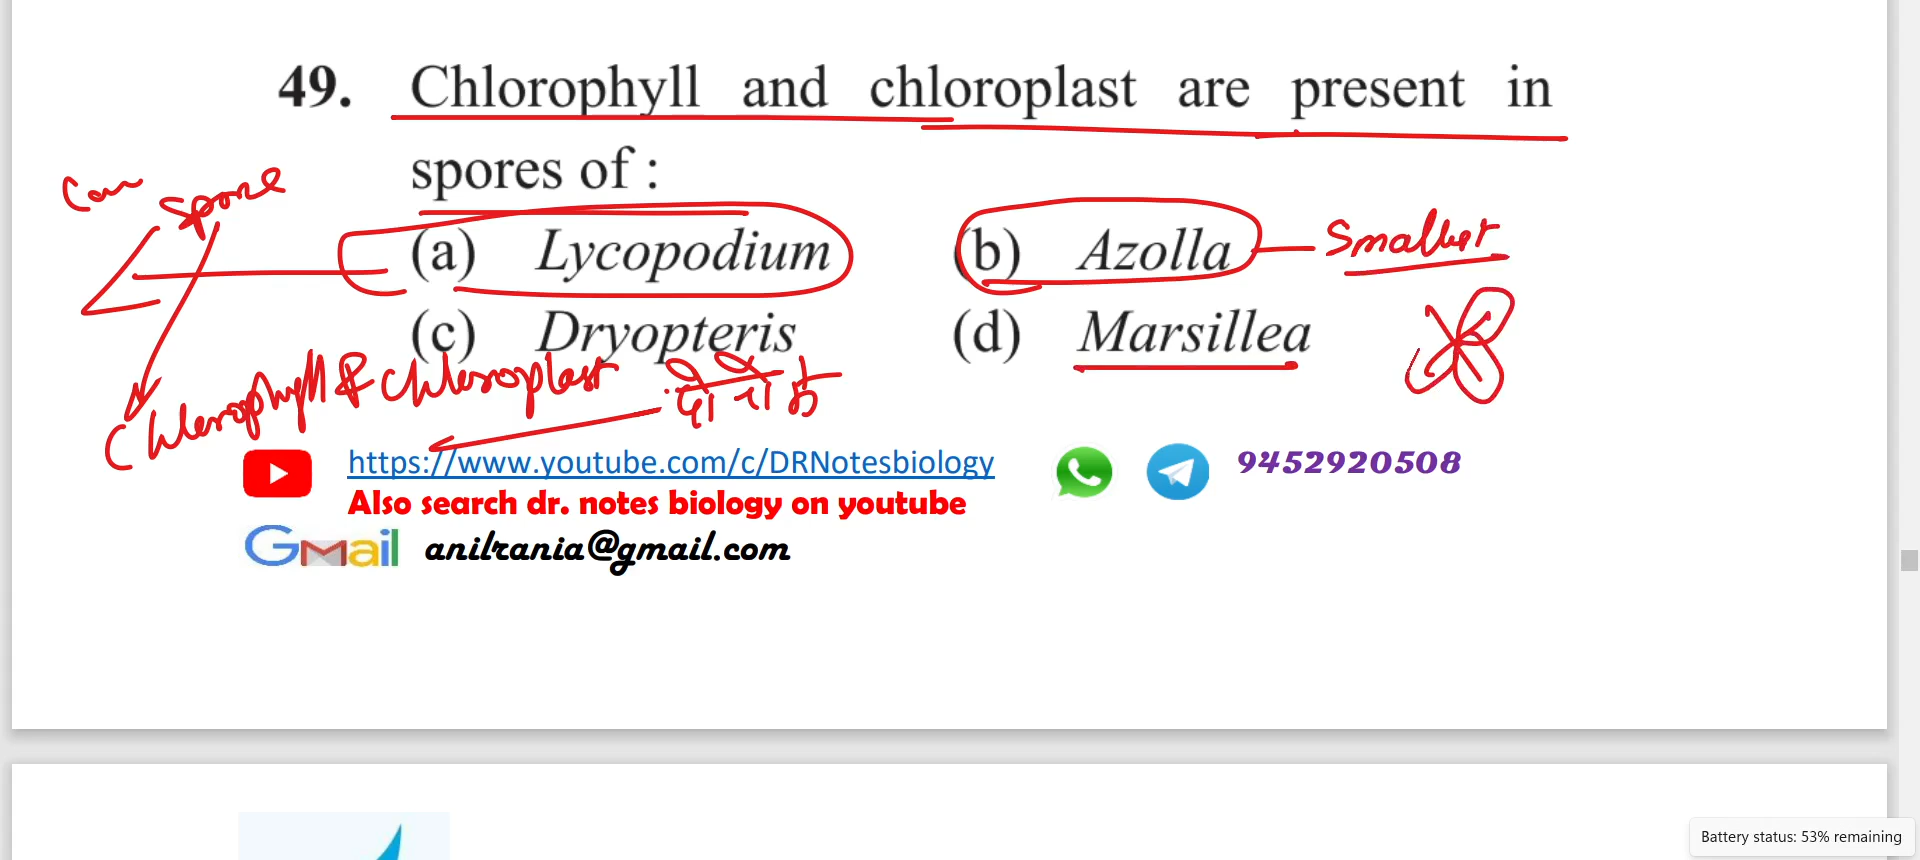 49. Chlorophyll and chloroplast are present in
spores of :
spore
(a) Lycopodium (b) Azolla Smallest
(c) Dryopteris (d) Marsillea
Chlorophyll & Chloroplast
https://www.youtube.com/c/DRNotesbiology 9452920508
Also search dr. notes biology on youtube
GMail anilrania@gmail.com
Battery status: 53% remaining